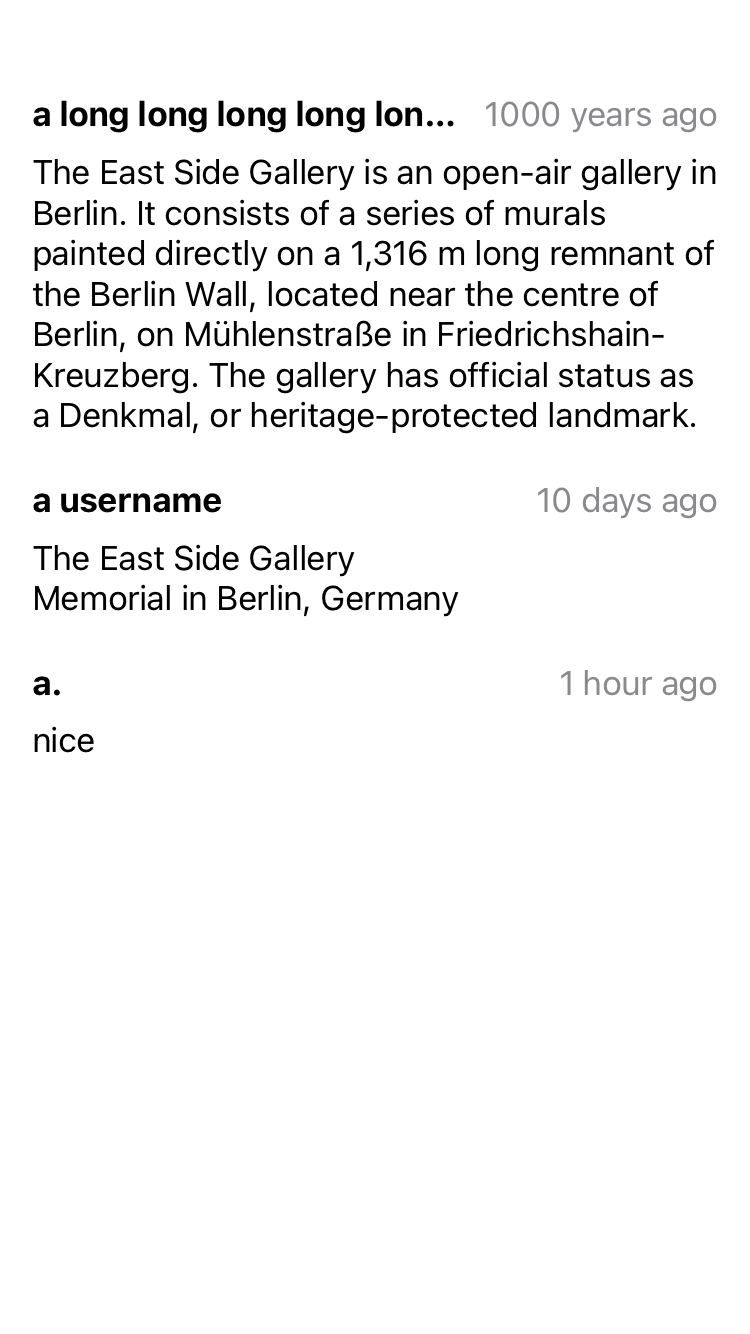 a long long long long lon... 1000 years ago
The East Side Gallery is an open-air gallery in
Berlin. It consists of a series of murals
painted directly on a 1,316 m long remnant of
the Berlin Wall, located near the centre of
Berlin, on Mühlenstraße in Friedrichshain-
Kreuzberg. The gallery has official status as
a Denkmal, or heritage-protected landmark.
a username 10 days ago
The East Side Gallery
Memorial in Berlin, Germany
a. 1 hour ago
nice